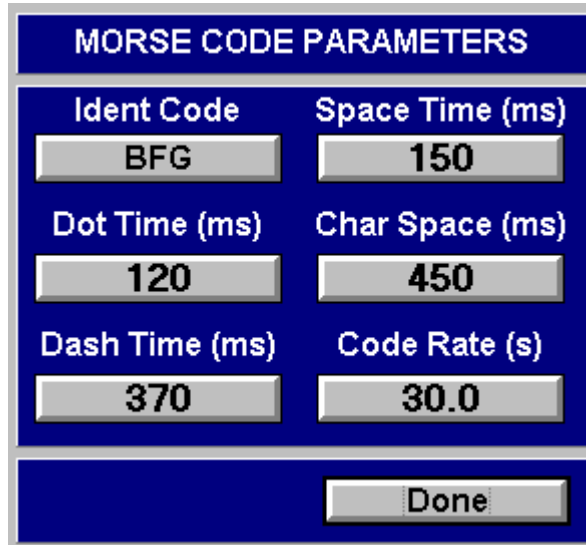 MORSE CODE PARAMETERS
Ident Code Space Time (ms)
BFG 150
Dot Time (ms) Char Space (ms)
120 450
Dash Time (ms) Code Rate (s)
370 30.0
Done